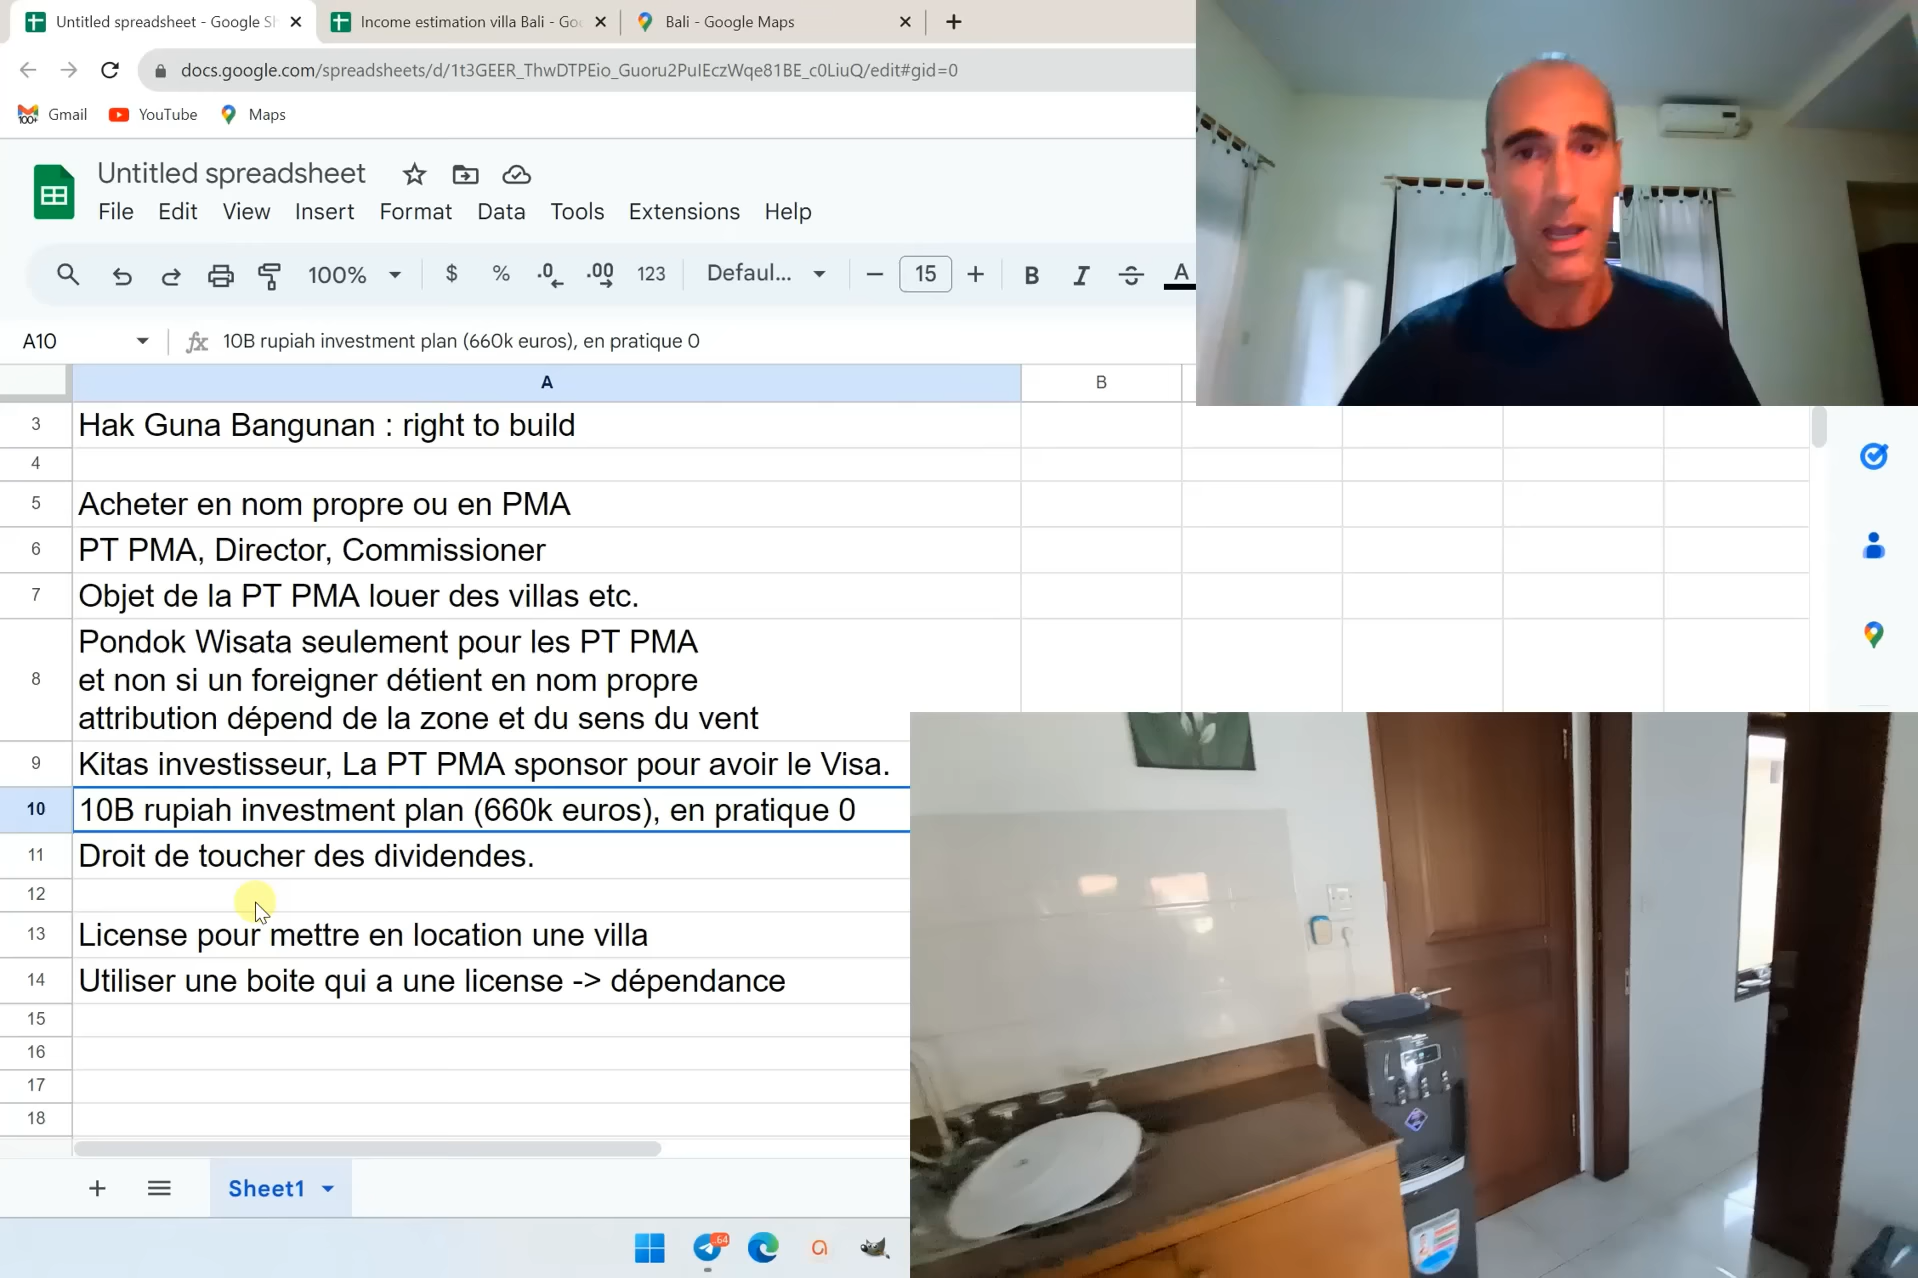 Untitled spreadsheet - Google Sh
Income estimation villa Bali - Goo
Bali - Google Maps
docs.google.com/spreadsheets/d/1t3GEER_ThwDTPEio_Guoru2PuIEczWqe81BE_c0LiuQ/edit#gid=0
Gmail
YouTube
Maps
Untitled spreadsheet
File Edit View Insert Format Data Tools Extensions Help
100% $ % .0 .00 123 Defaul... 15 B I S A
A10 fx 10B rupiah investment plan (660k euros), en pratique 0
A B
3 Hak Guna Bangunan : right to build
4
5 Acheter en nom propre ou en PMA
6 PT PMA, Director, Commissioner
7 Objet de la PT PMA louer des villas etc.
8 Pondok Wisata seulement pour les PT PMA
et non si un foreigner détient en nom propre
attribution dépend de la zone et du sens du vent
9 Kitas investisseur, La PT PMA sponsor pour avoir le Visa.
10 10B rupiah investment plan (660k euros), en pratique 0
11 Droit de toucher des dividendes.
12
13 License pour mettre en location une villa
14 Utiliser une boite qui a une license -> dépendance
15
16
17
18
Sheet1